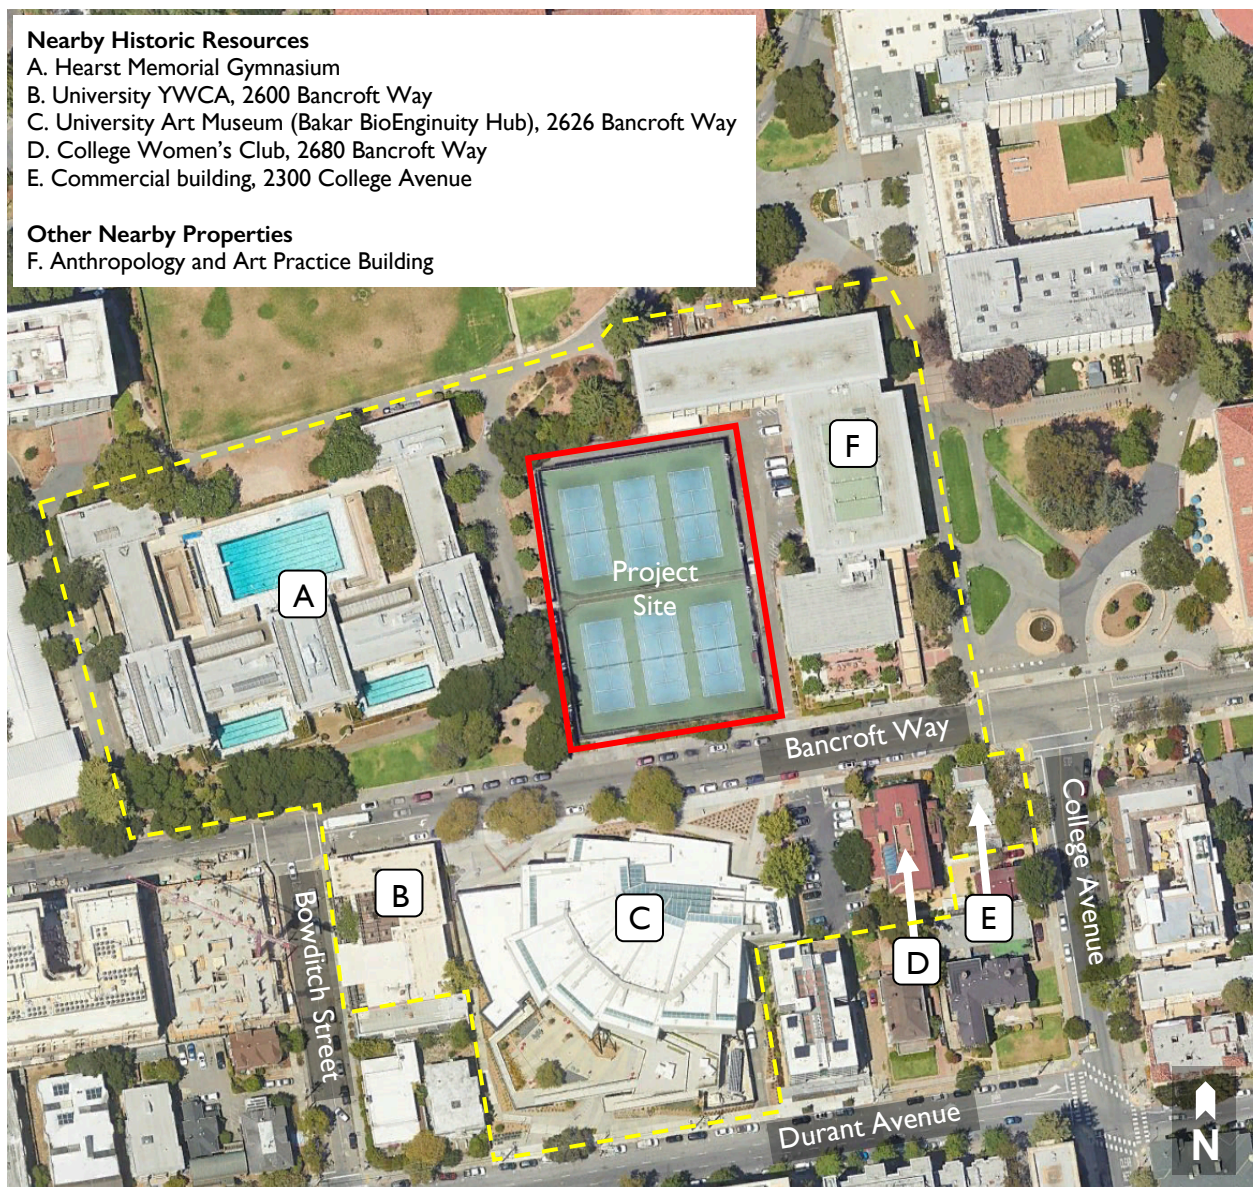 Nearby Historic Resources
A. Hearst Memorial Gymnasium
B. University YWCA, 2600 Bancroft Way
C. University Art Museum (Bakar BioEnginuity Hub), 2626 Bancroft Way
D. College Women's Club, 2680 Bancroft Way
E. Commercial building, 2300 College Avenue
Other Nearby Properties
F. Anthropology and Art Practice Building
F
Project
Site
A
Bancroft Way
College Avenue
B
C
E
D
Bowditch Street
Durant Avenue
N